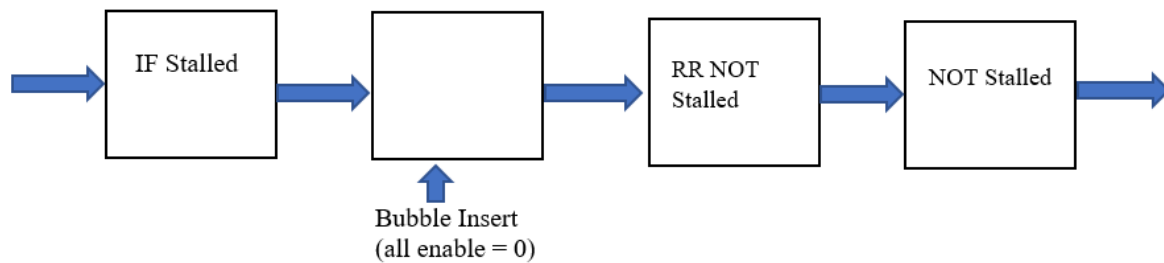 IF Stalled
RR NOT
Stalled
NOT Stalled
Bubble Insert
(all enable = 0)